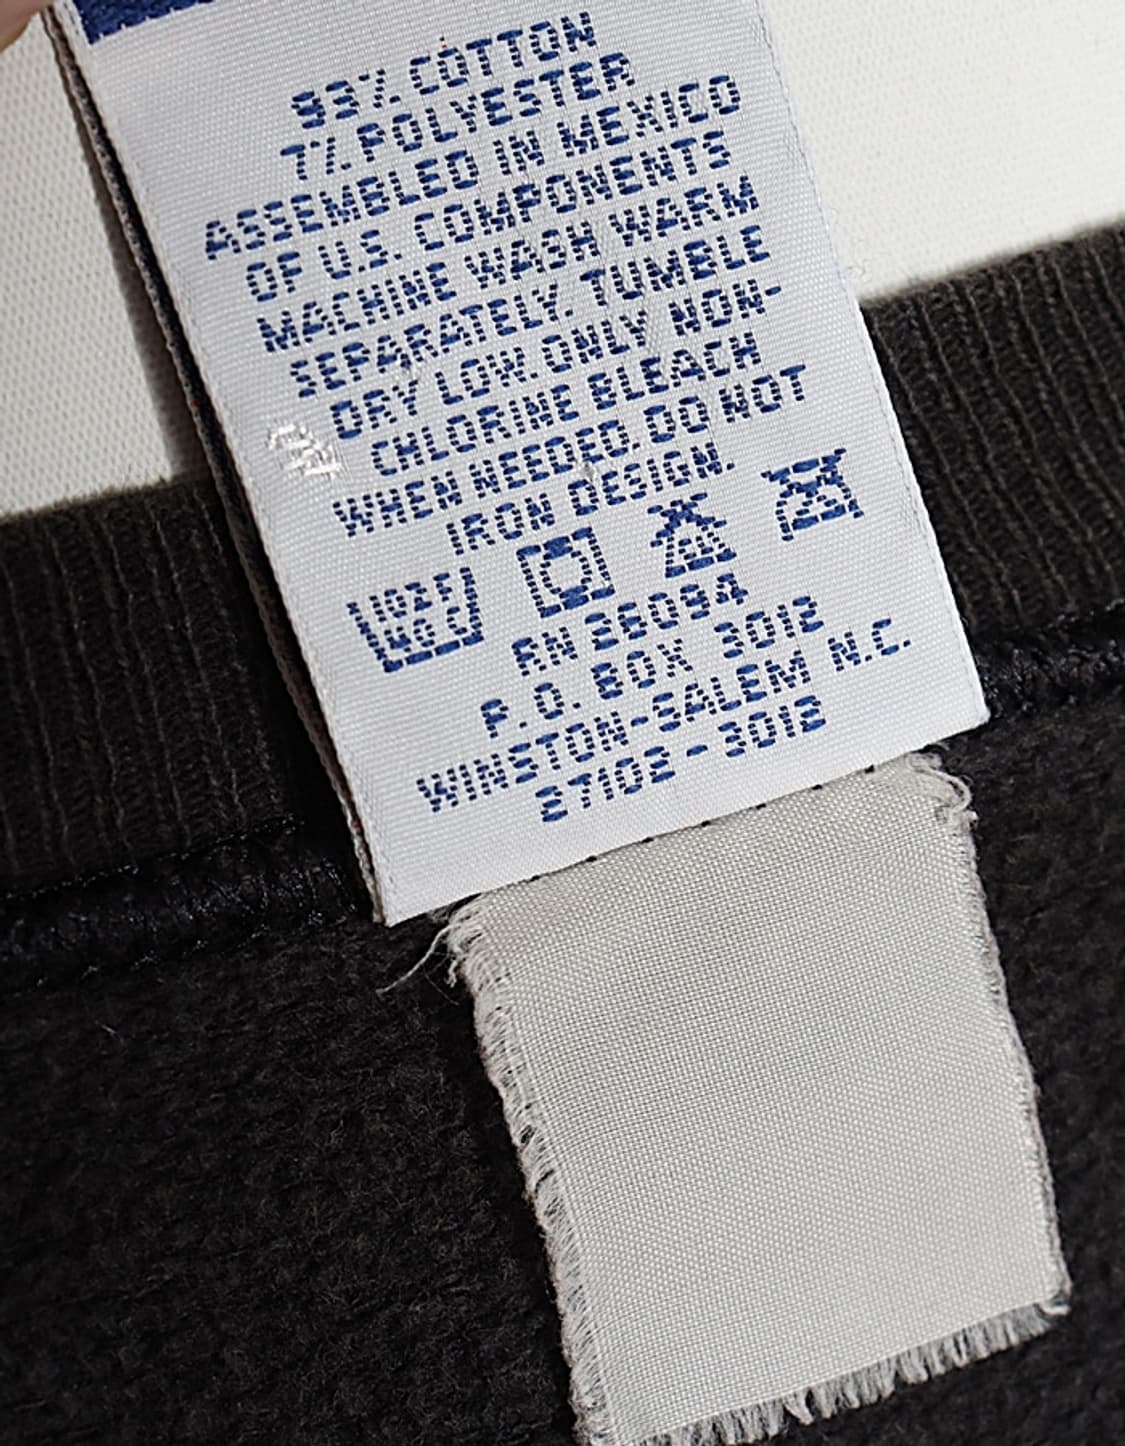 93% COTTON
7% POLYESTER
ASSEMBLED IN MEXICO
OF U.S. COMPONENTS
MACHINE WASH WARM
SEPARATELY. TUMBLE
DRY LOW. ONLY NON-
CHLORINE BLEACH
WHEN NEEDED. DO NOT
IRON DESIGN.
RN 26094
P.O. BOX 3012
WINSTON-SALEM N.C.
27102-3012